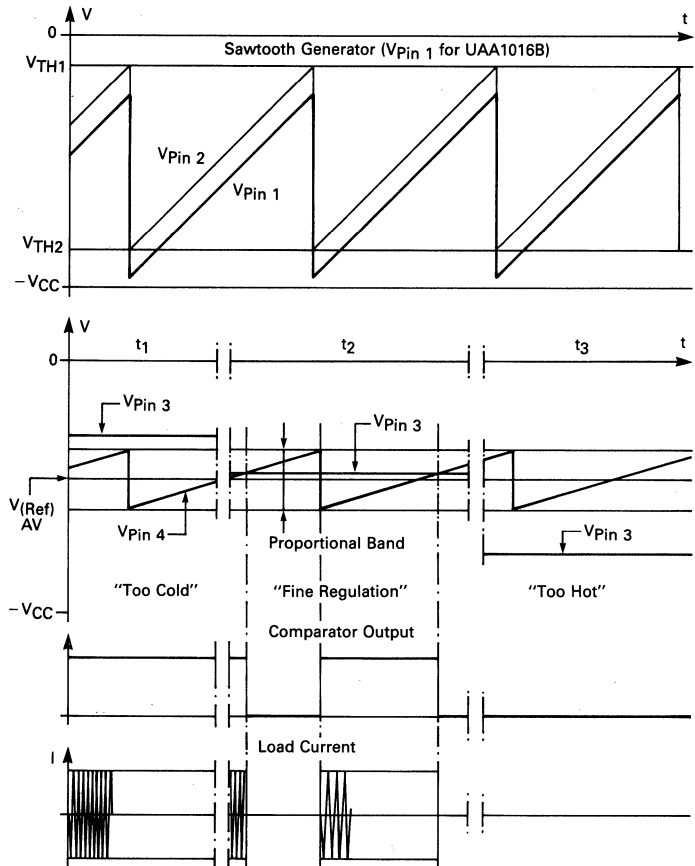 V
0
t
Sawtooth Generator (VPin 1 for UAA1016B)
VTH1
VPin 2
VPin 1
VTH2
−VCC
V
t1
t2
t3
t
0
VPin 3
VPin 3
V(Ref)
AV
VPin 4
Proportional Band
VPin 3
"Too Cold"
"Fine Regulation"
"Too Hot"
−VCC
Comparator Output
Load Current
I